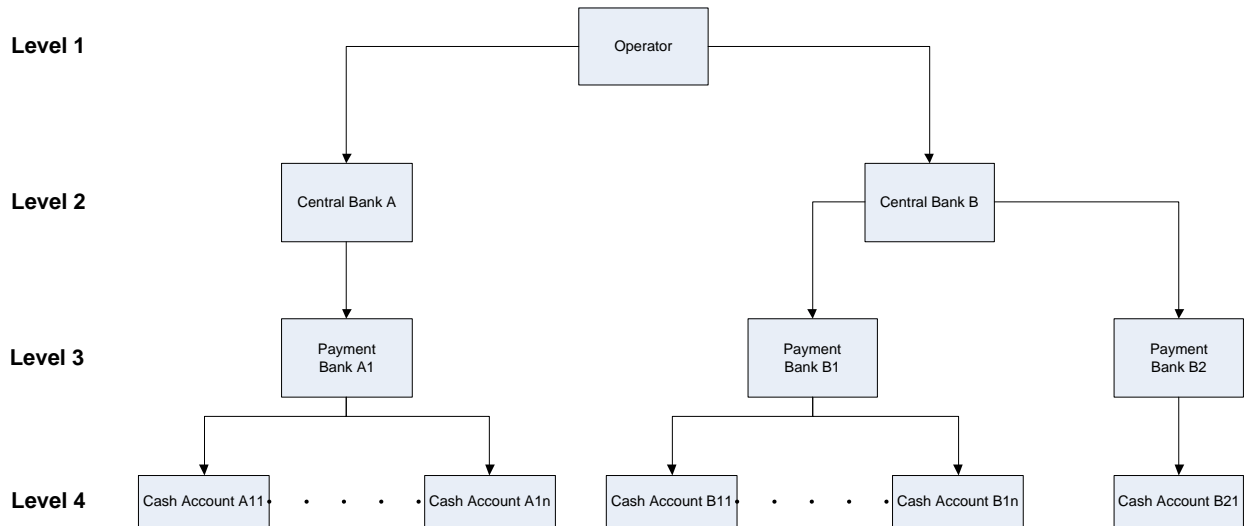 Level 1
Operator
Level 2
Central Bank A
Central Bank B
Level 3
Payment
Bank A1
Payment
Bank B1
Payment
Bank B2
Level 4
Cash Account A11
. . . . .
Cash Account A1n
Cash Account B11
. . . . .
Cash Account B1n
Cash Account B21